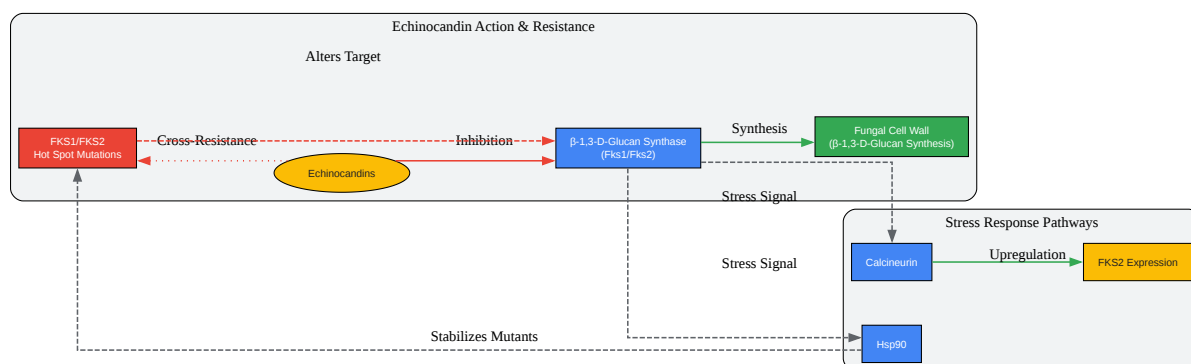 Echinocandin Action & Resistance
Alters Target
FKS1/FKS2
Hot Spot Mutations
Cross-Resistance
Inhibition
β-1,3-D-Glucan Synthase
(Fks1/Fks2)
Synthesis
Fungal Cell Wall
(β-1,3-D-Glucan Synthesis)
Echinocandins
Stress Signal
Stress Response Pathways
Stress Signal
Calcineurin
Upregulation
FKS2 Expression
Stabilizes Mutants
Hsp90